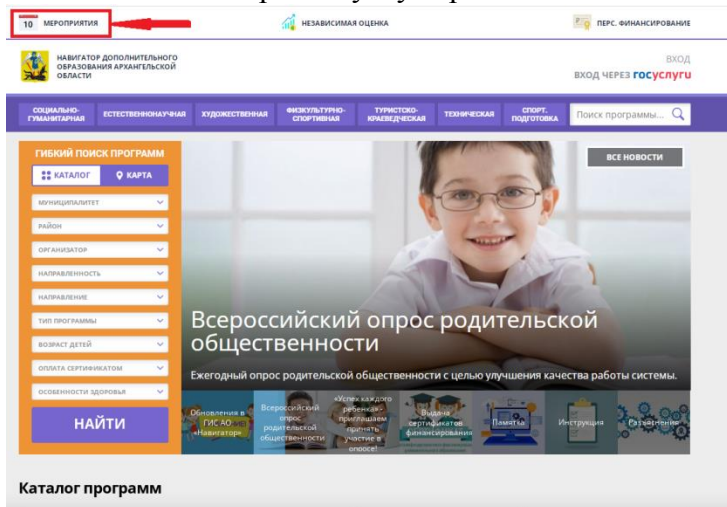 10 МЕРОПРИЯТИЯ
НЕЗАВИСИМАЯ ОЦЕНКА
ПЕРС. ФИНАНСИРОВАНИЕ
НАВИГАТОР ДОПОЛНИТЕЛЬНОГО
ОБРАЗОВАНИЯ АРХАНГЕЛЬСКОЙ
ОБЛАСТИ
ВХОД
ВХОД ЧЕРЕЗ госуслуги
СОЦИАЛЬНО-
ГУМАНИТАРНАЯ
ЕСТЕСТВЕННОНАУЧНАЯ
ХУДОЖЕСТВЕННАЯ
ФИЗКУЛЬТУРНО-
СПОРТИВНАЯ
ТУРИСТСКО-
КРАЕВЕДЧЕСКАЯ
ТЕХНИЧЕСКАЯ
СПОРТ.
ПОДГОТОВКА
Поиск программы...
ГИБКИЙ ПОИСК ПРОГРАММ
КАТАЛОГ
КАРТА
МУНИЦИПАЛИТЕТ
РАЙОН
ОРГАНИЗАТОР
НАПРАВЛЕННОСТЬ
НАПРАВЛЕНИЕ
ТИП ПРОГРАММЫ
ВОЗРАСТ ДЕТЕЙ
ОПЛАТА СЕРТИФИКАТОМ
ОСОБЕННОСТИ ЗДОРОВЬЯ
НАЙТИ
ВСЕ НОВОСТИ
Всероссийский опрос родительской
общественности
Ежегодный опрос родительской общественности с целью улучшения качества работы системы.
Обновления в
ГИС АО
«Навигатор»
Всероссийский
опрос
родительской
общественности
«Успех каждого
ребенка»-
приглашаем
принять
участие в
опросе!
Выдача
сертификатов
финансирования
Памятка
Инструкция
Разъяснения
Каталог программ